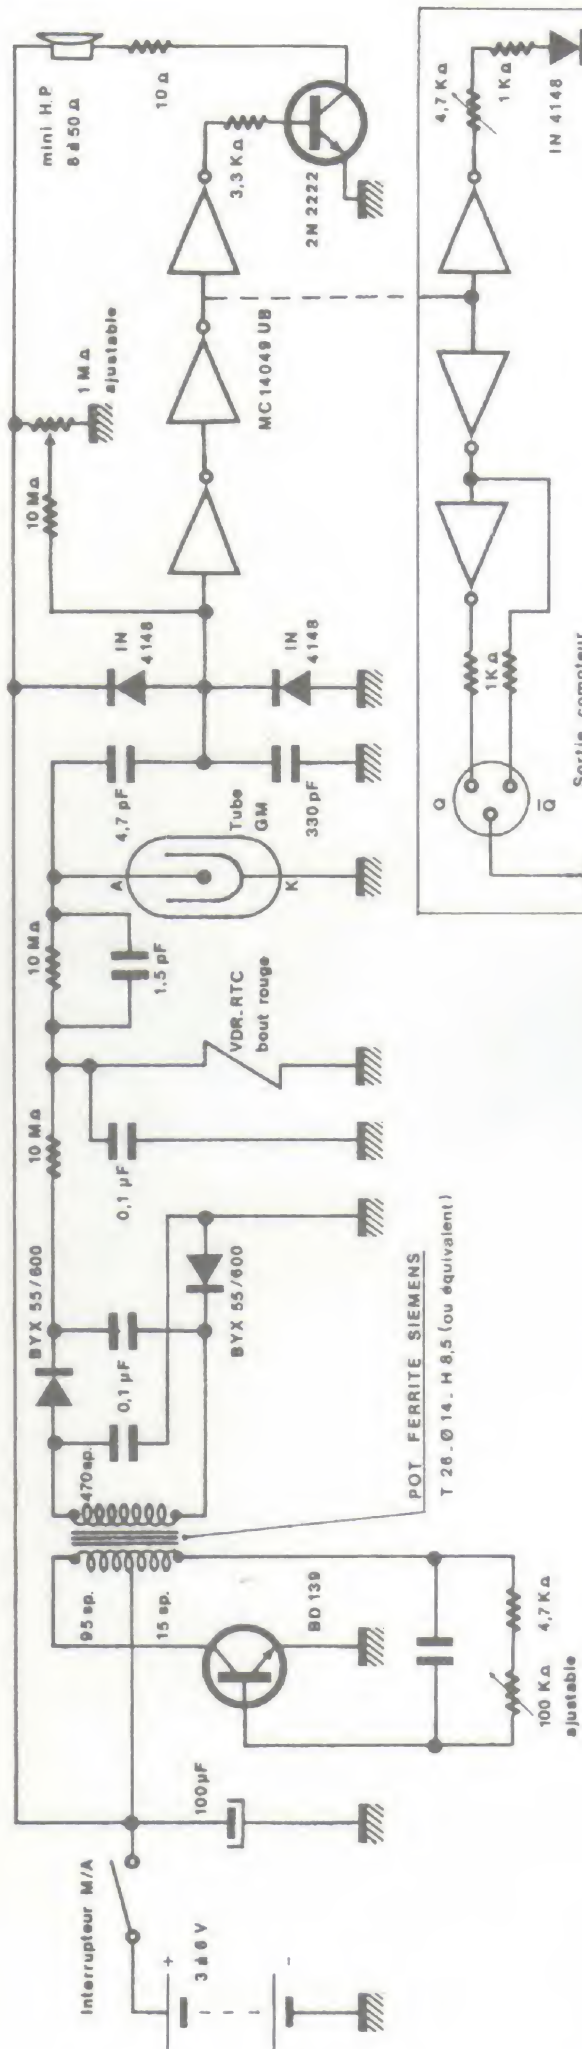 Interrupteur M/A
+
3 à 6 V
-
100 µF
95 sp.
15 sp.
470 sp.
BD 139
100 KΩ
ajustable
4,7 KΩ
POT FERRITE SIEMENS
T 26 - Ø 14 - H 8,5 (ou équivalent)
BYX 55/600
0,1 µF
BYX 55/600
10 MΩ
0,1 µF
VDR-RTC
bout rouge
10 MΩ
1,5 pF
A
Tube
GM
K
4,7 pF
330 pF
IN
4148
IN
4148
10 MΩ
1 MΩ
ajustable
MC 14049 UB
3,3 KΩ
2N 2222
mini H.P
8 à 50 Ω
10 Ω
Q
Q̅
1KΩ
Sortie compteur
4,7 KΩ
1KΩ
IN 4148